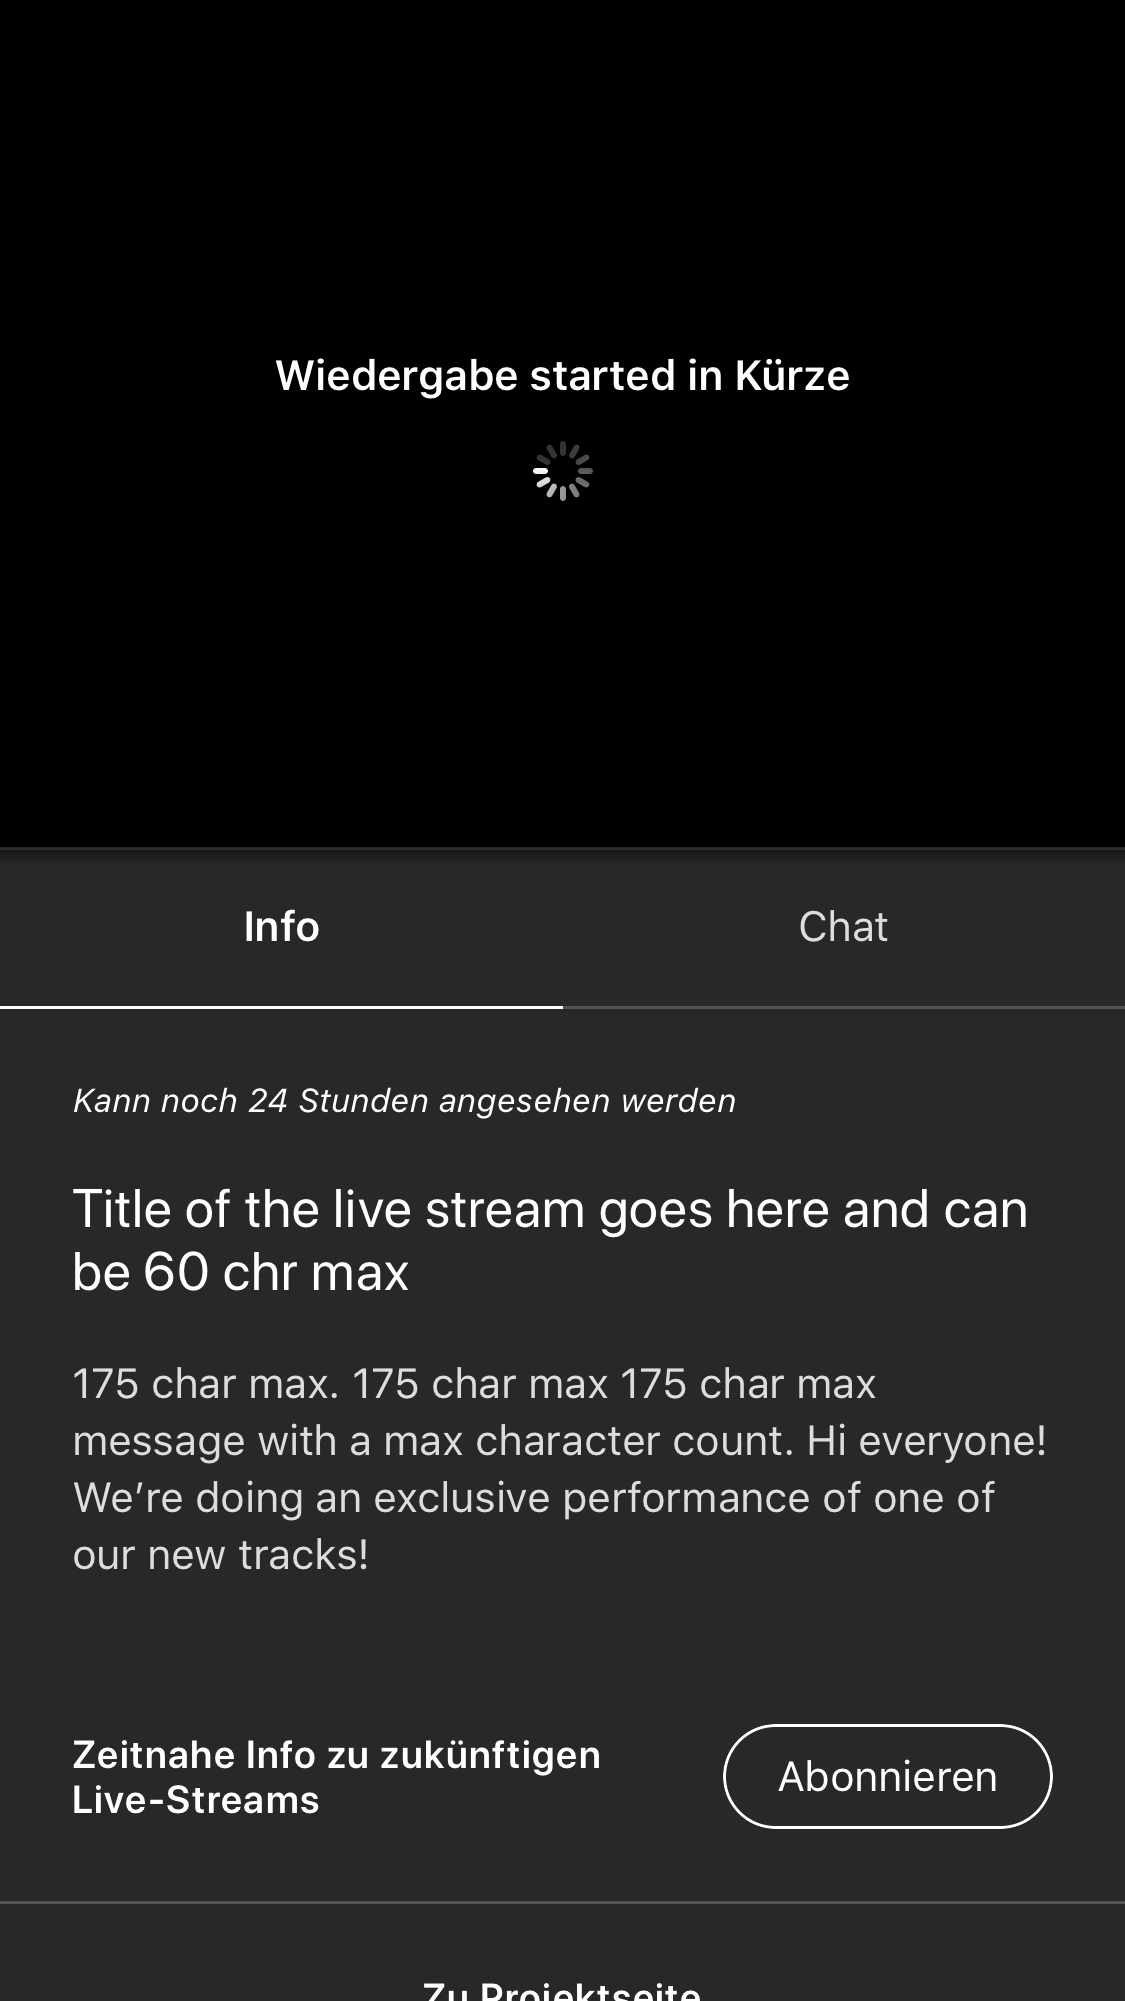 Wiedergabe started in Kürze
Info
Chat
Kann noch 24 Stunden angesehen werden
Title of the live stream goes here and can
be 60 chr max
175 char max. 175 char max 175 char max
message with a max character count. Hi everyone!
We’re doing an exclusive performance of one of
our new tracks!
Zeitnahe Info zu zukünftigen
Live-Streams
Abonnieren
Zu Projektseite